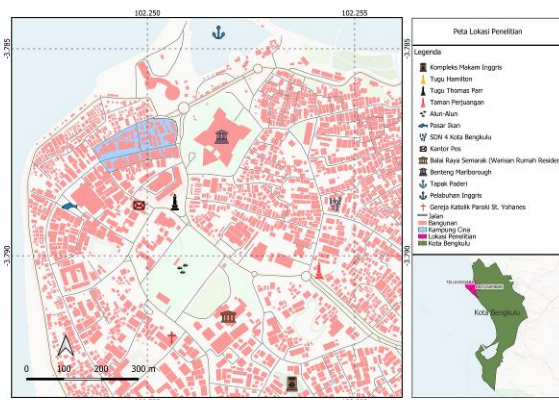 102.250
102.255
-3.785
-3.790
0 100 200 300 m
Peta Lokasi Penelitian
Legenda
Kompleks Makam Inggris
Tugu Hamilton
Tugu Thomas Parr
Taman Perjuangan
Alun-Alun
Pasar Ikan
SDN 4 Kota Bengkulu
Kantor Pos
Balai Raya Semarak (Warisan Rumah Residen
Benteng Marlborough
Tapak Paderi
Pelabuhan Inggris
Gereja Katolik Paroki St. Yohanes
Jalan
Bangunan
Kampung Cina
Lokasi Penelitian
Kota Bengkulu
-3.785
-3.790
Kota Bengkulu